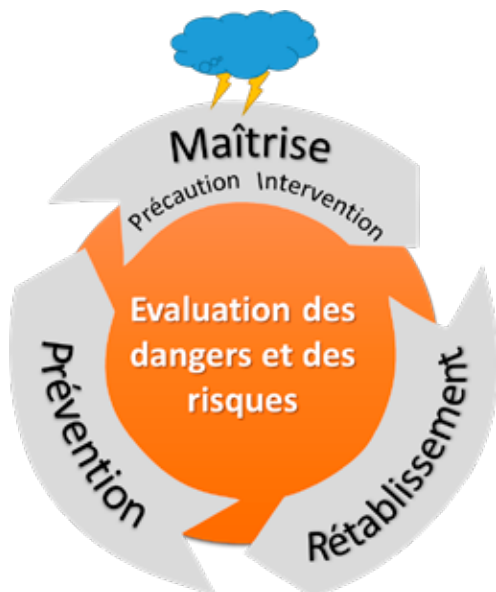 Maîtrise
Précaution Intervention
Evaluation des
dangers et des
risques
Prévention
Rétablissement